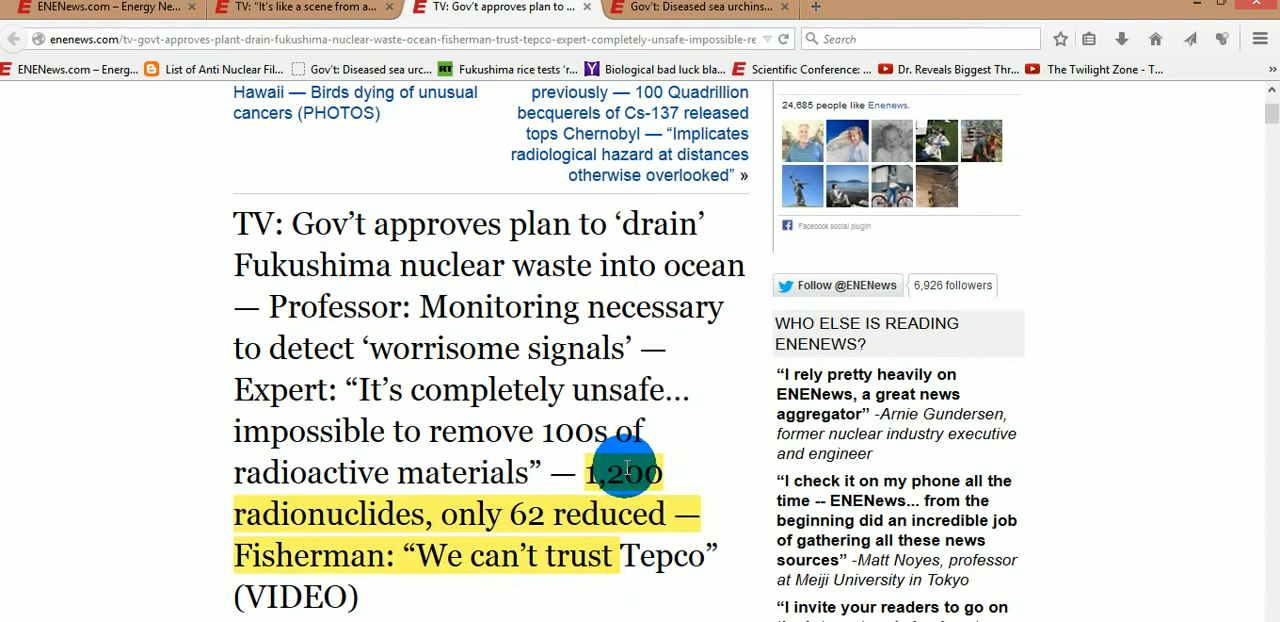 ENENews.com – Energy Ne...
TV: "It's like a scene from a...
TV: Gov't approves plan to ...
Gov't: Diseased sea urchins...
enenews.com/tv-govt-approves-plant-drain-fukushima-nuclear-waste-ocean-fisherman-trust-tepco-expert-completely-unsafe-impossible-re
Search
ENENews.com – Energ...
List of Anti Nuclear Fil...
Gov't: Diseased sea urc...
Fukushima rice tests 'r...
Biological bad luck bla...
Scientific Conference: ...
Dr. Reveals Biggest Thr...
The Twilight Zone - T...
Hawaii — Birds dying of unusual
cancers (PHOTOS)
previously — 100 Quadrillion
becquerels of Cs-137 released
tops Chernobyl — “Implicates
radiological hazard at distances
otherwise overlooked” »
TV: Gov’t approves plan to ‘drain’
Fukushima nuclear waste into ocean
— Professor: Monitoring necessary
to detect ‘worrisome signals’ —
Expert: “It’s completely unsafe...
impossible to remove 100s of
radioactive materials” — 1,200
radionuclides, only 62 reduced —
Fisherman: “We can’t trust Tepco”
(VIDEO)
24,685 people like Enenews.
Facebook social plugin
Follow @ENENews
6,926 followers
WHO ELSE IS READING
ENENEWS?
“I rely pretty heavily on
ENENews, a great news
aggregator” -Arnie Gundersen,
former nuclear industry executive
and engineer
“I check it on my phone all the
time -- ENENews... from the
beginning did an incredible job
of gathering all these news
sources” -Matt Noyes, professor
at Meiji University in Tokyo
“I invite your readers to go on